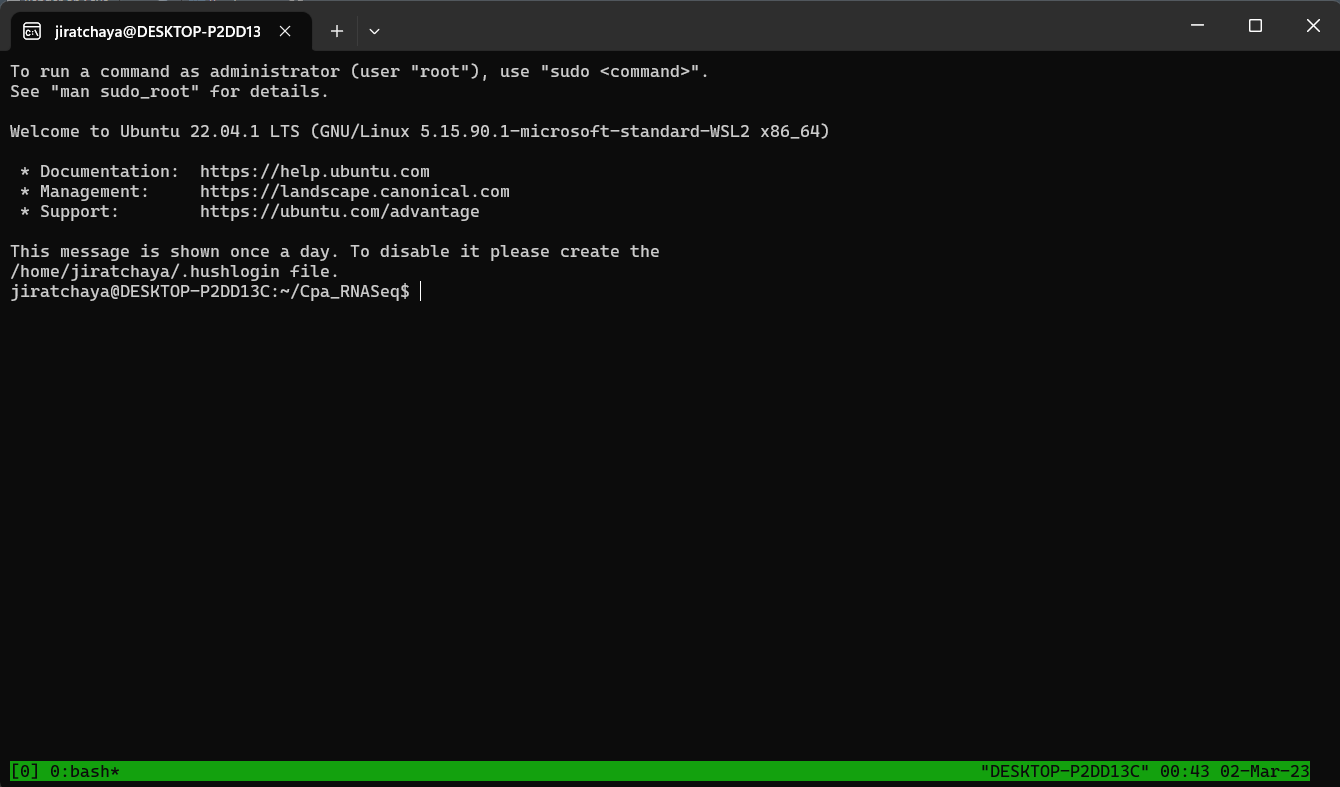 jiratchaya@DESKTOP-P2DD13
To run a command as administrator (user "root"), use "sudo <command>".
See "man sudo_root" for details.
Welcome to Ubuntu 22.04.1 LTS (GNU/Linux 5.15.90.1-microsoft-standard-WSL2 x86_64)
* Documentation:  https://help.ubuntu.com
* Management:     https://landscape.canonical.com
* Support:        https://ubuntu.com/advantage
This message is shown once a day. To disable it please create the
/home/jiratchaya/.hushlogin file.
jiratchaya@DESKTOP-P2DD13C:~/Cpa_RNASeq$
[0] 0:bash* "DESKTOP-P2DD13C" 00:43 02-Mar-23